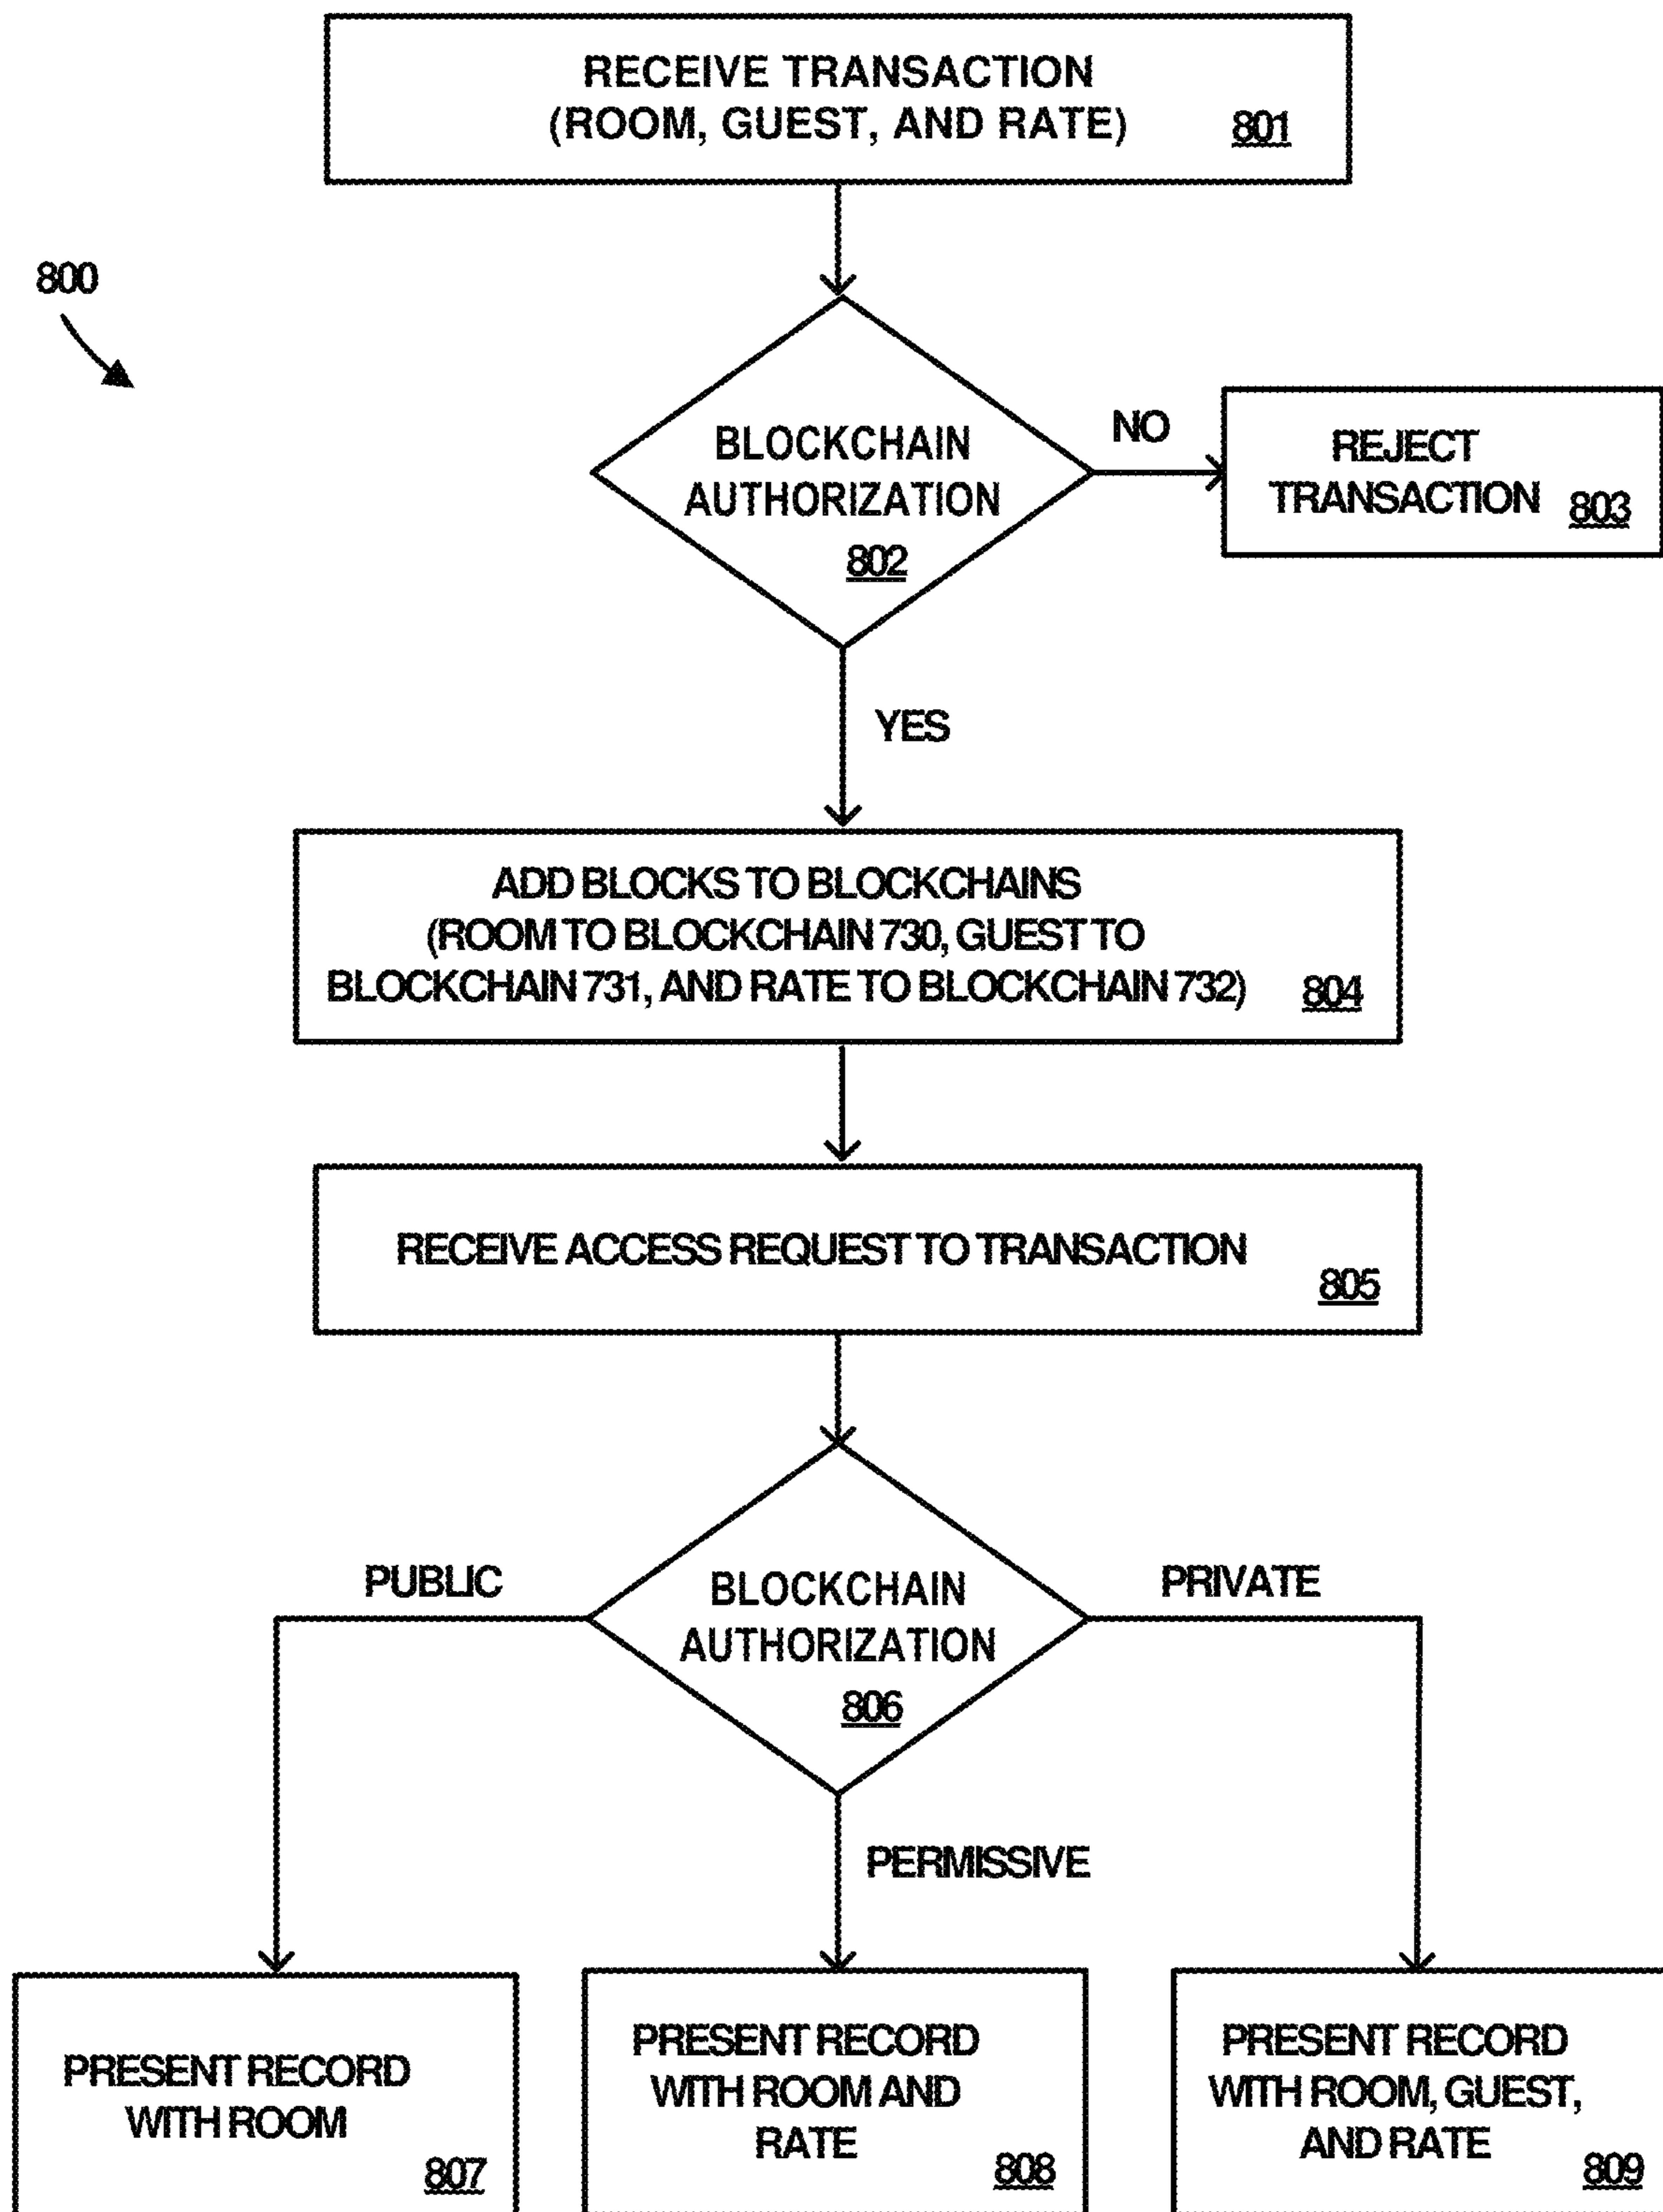 RECEIVE TRANSACTION
(ROOM, GUEST, AND RATE)
801
800
BLOCKCHAIN
AUTHORIZATION
802
NO
REJECT
TRANSACTION
803
YES
ADD BLOCKS TO BLOCKCHAINS
(ROOM TO BLOCKCHAIN 730, GUEST TO
BLOCKCHAIN 731, AND RATE TO BLOCKCHAIN 732)
804
RECEIVE ACCESS REQUEST TO TRANSACTION
805
PUBLIC
BLOCKCHAIN
AUTHORIZATION
806
PRIVATE
PERMISSIVE
PRESENT RECORD
WITH ROOM
807
PRESENT RECORD
WITH ROOM AND
RATE
808
PRESENT RECORD
WITH ROOM, GUEST,
AND RATE
809